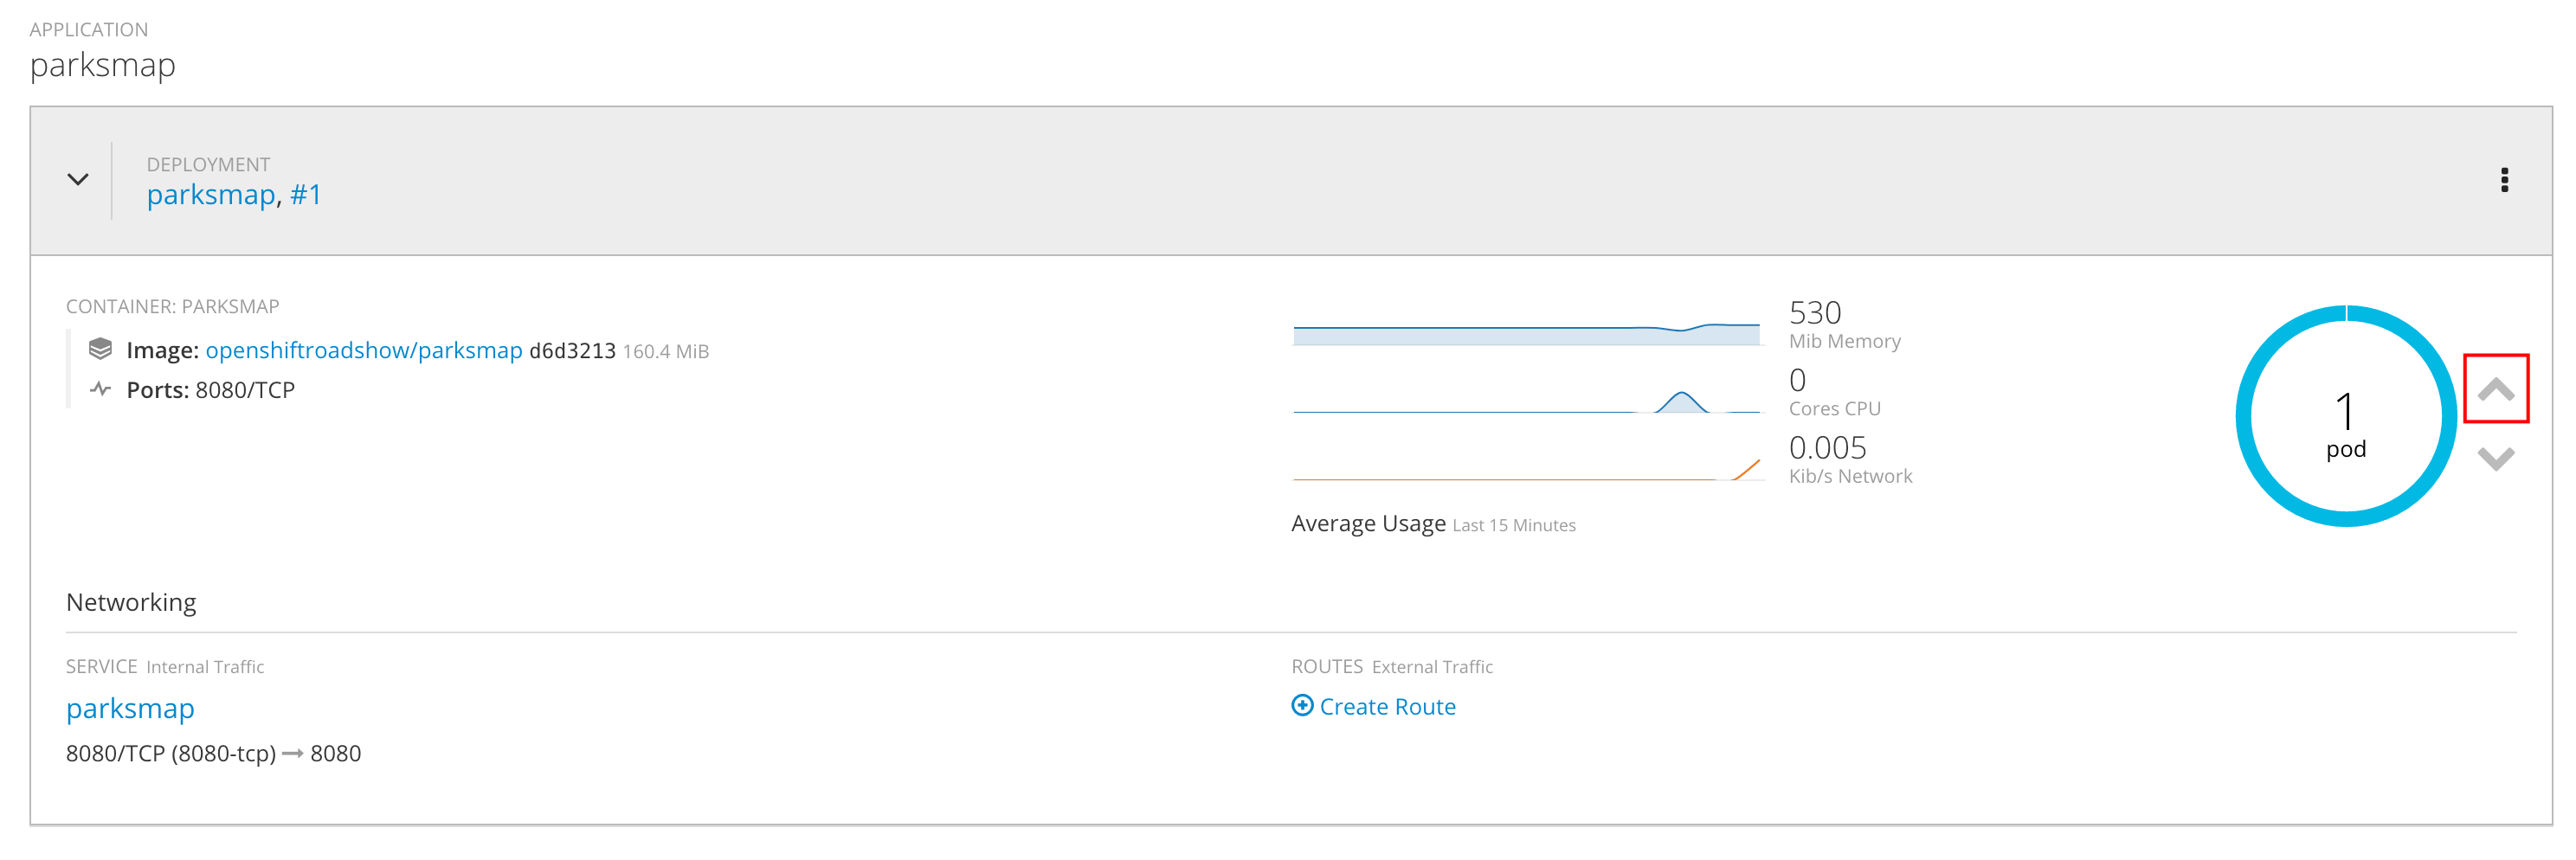 APPLICATION
parksmap
DEPLOYMENT
parksmap, #1
CONTAINER: PARKSMAP
Image: openshiftroadshow/parksmap d6d3213 160.4 MiB
Ports: 8080/TCP
530
Mib Memory
0
Cores CPU
0.005
Kib/s Network
Average Usage Last 15 Minutes
1
pod
Networking
SERVICE Internal Traffic
parksmap
8080/TCP (8080-tcp) → 8080
ROUTES External Traffic
Create Route